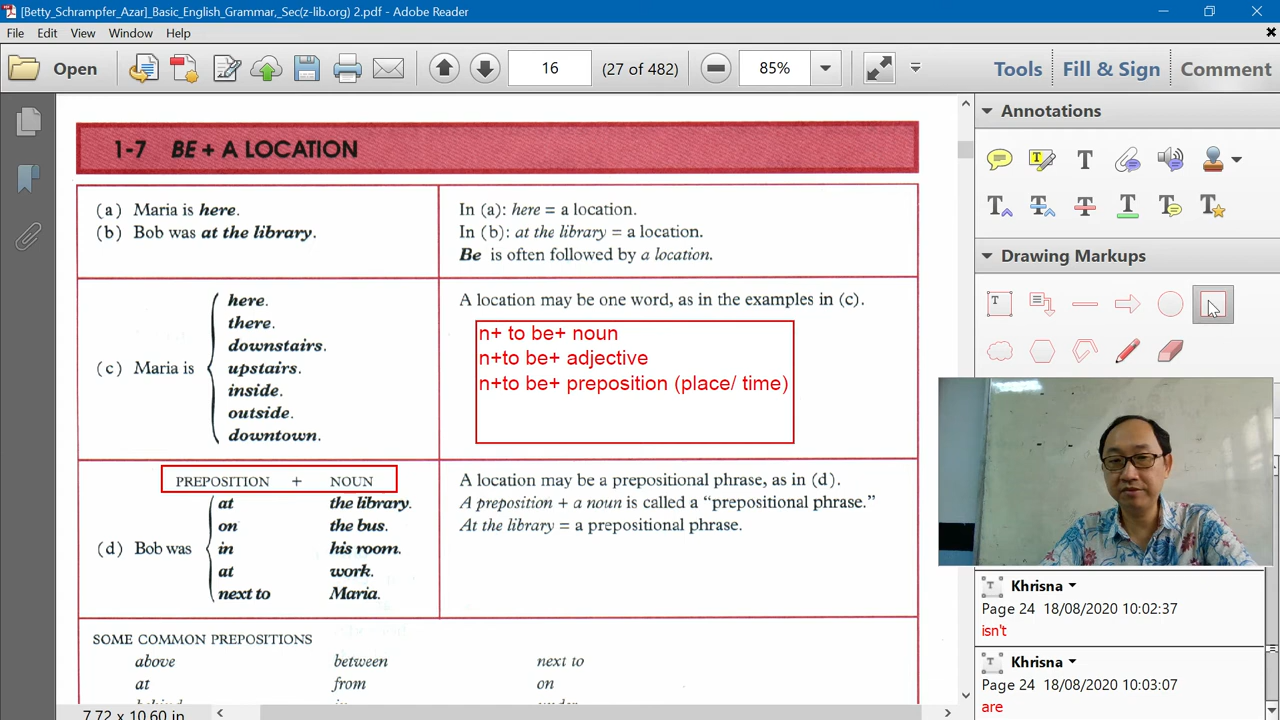 [Betty_Schrampfer_Azar]_Basic_English_Grammar,_Sec(z-lib.org) 2.pdf - Adobe Reader
File Edit View Window Help
Open 16 (27 of 482) 85% Tools Fill & Sign Comment
1-7 BE + A LOCATION
(a) Maria is here.
(b) Bob was at the library.
In (a): here = a location.
In (b): at the library = a location.
Be is often followed by a location.
(c) Maria is
here.
there.
downstairs.
upstairs.
inside.
outside.
downtown.
A location may be one word, as in the examples in (c).
n+ to be+ noun
n+to be+ adjective
n+to be+ preposition (place/ time)
PREPOSITION + NOUN
(d) Bob was
at the library.
on the bus.
in his room.
at work.
next to Maria.
A location may be a prepositional phrase, as in (d).
A preposition + a noun is called a “prepositional phrase.”
At the library = a prepositional phrase.
SOME COMMON PREPOSITIONS
above between next to
at from on
7.72 x 10.60 in
Annotations
Drawing Markups
Khrisna
Page 24 18/08/2020 10:02:37
isn't
Khrisna
Page 24 18/08/2020 10:03:07
are